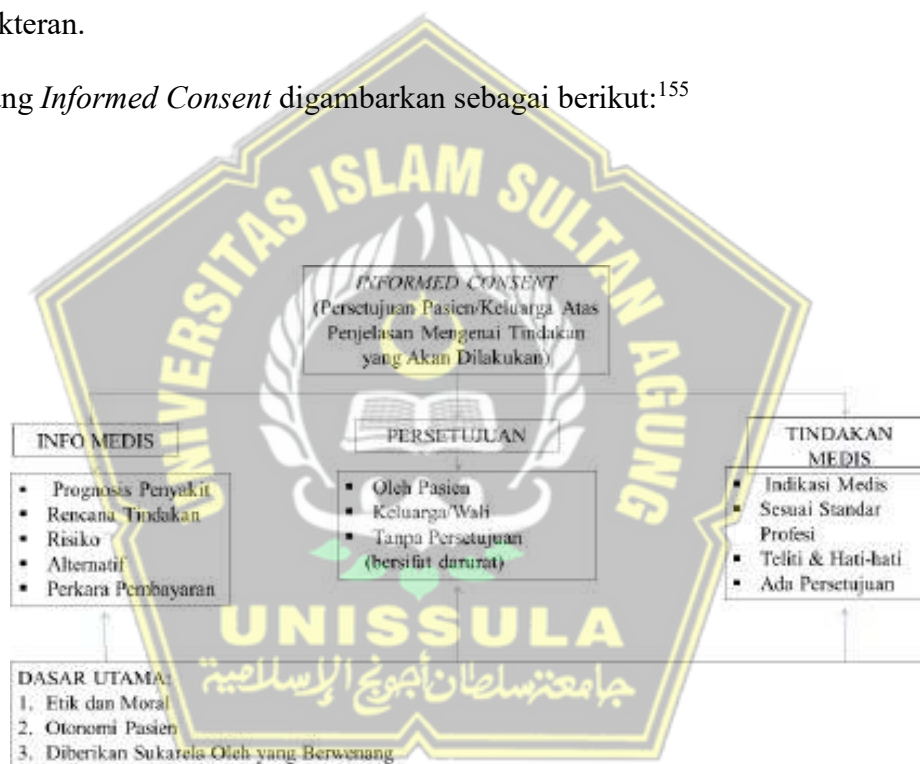 kteran.
ng Informed Consent digambarkan sebagai berikut:155
UNIVERSITAS ISLAM SULTAN AGUNG
INFORMED CONSENT
(Persetujuan Pasien/Keluarga Atas
Penjelasan Mengenai Tindakan
yang Akan Dilakukan)
INFO MEDIS
Prognosis Penyakit
Rencana Tindakan
Risiko
Alternatif
Perkara Pembayaran
PERSETUJUAN
Oleh Pasien
Keluarga/Wali
Tanpa Persetujuan
(bersifat darurat)
TINDAKAN
MEDIS
Indikasi Medis
Sesuai Standar
Profesi
Teliti & Hati-hati
Ada Persetujuan
UNISSULA
جامعة سلطان أجونج الإسلامية
DASAR UTAMA:
1. Etik dan Moral
2. Otonomi Pasien
3. Diberikan Sukarela Oleh yang Berwenang